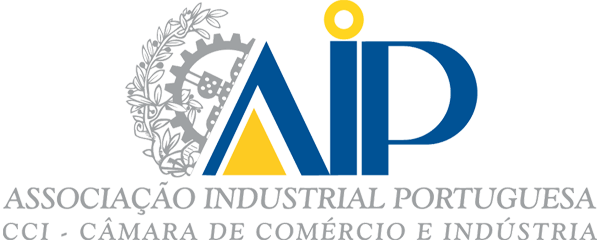 AIP
ASSOCIAÇÃO INDUSTRIAL PORTUGUESA
CCI - CÂMARA DE COMÉRCIO E INDÚSTRIA